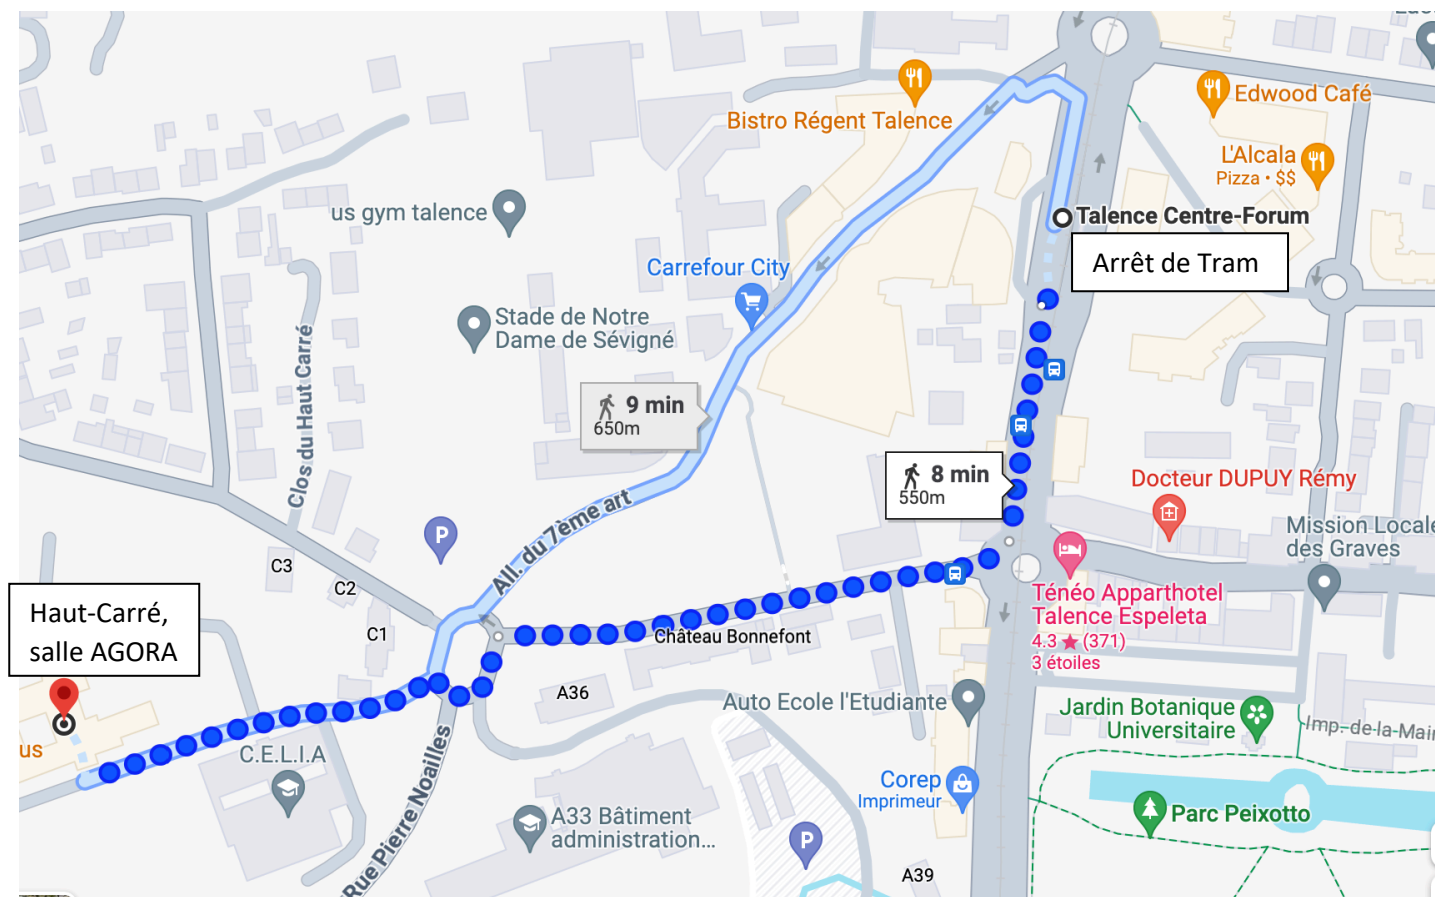 Edwood Café
Bistro Régent Talence
L'Alcala
Pizza • $$
us gym talence
Talence Centre-Forum
Arrêt de Tram
Carrefour City
Stade de Notre
Dame de Sévigné
Clos du Haut Carré
9 min
650m
8 min
550m
Docteur DUPUY Rémy
Mission Locale
des Graves
All. du 7ème art
P
C3
C2
C1
Ténéo Apparthotel
Talence Espeleta
4.3 ★ (371)
3 étoiles
Haut-Carré,
salle AGORA
Château Bonnefont
A36
Auto Ecole l'Etudiante
Jardin Botanique
Universitaire
Imp.-de-la-Mair
us
C.E.L.I.A
Rue Pierre Noailles
Corep
Imprimeur
A33 Bâtiment
administration...
P
Parc Peixotto
A39